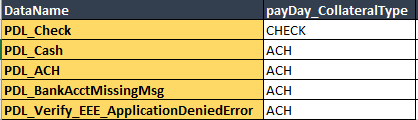 DataName payDay_CollateralType
PDL_Check CHECK
PDL_Cash ACH
PDL_ACH ACH
PDL_BankAcctMissingMsg ACH
PDL_Verify_EEE_ApplicationDeniedError ACH